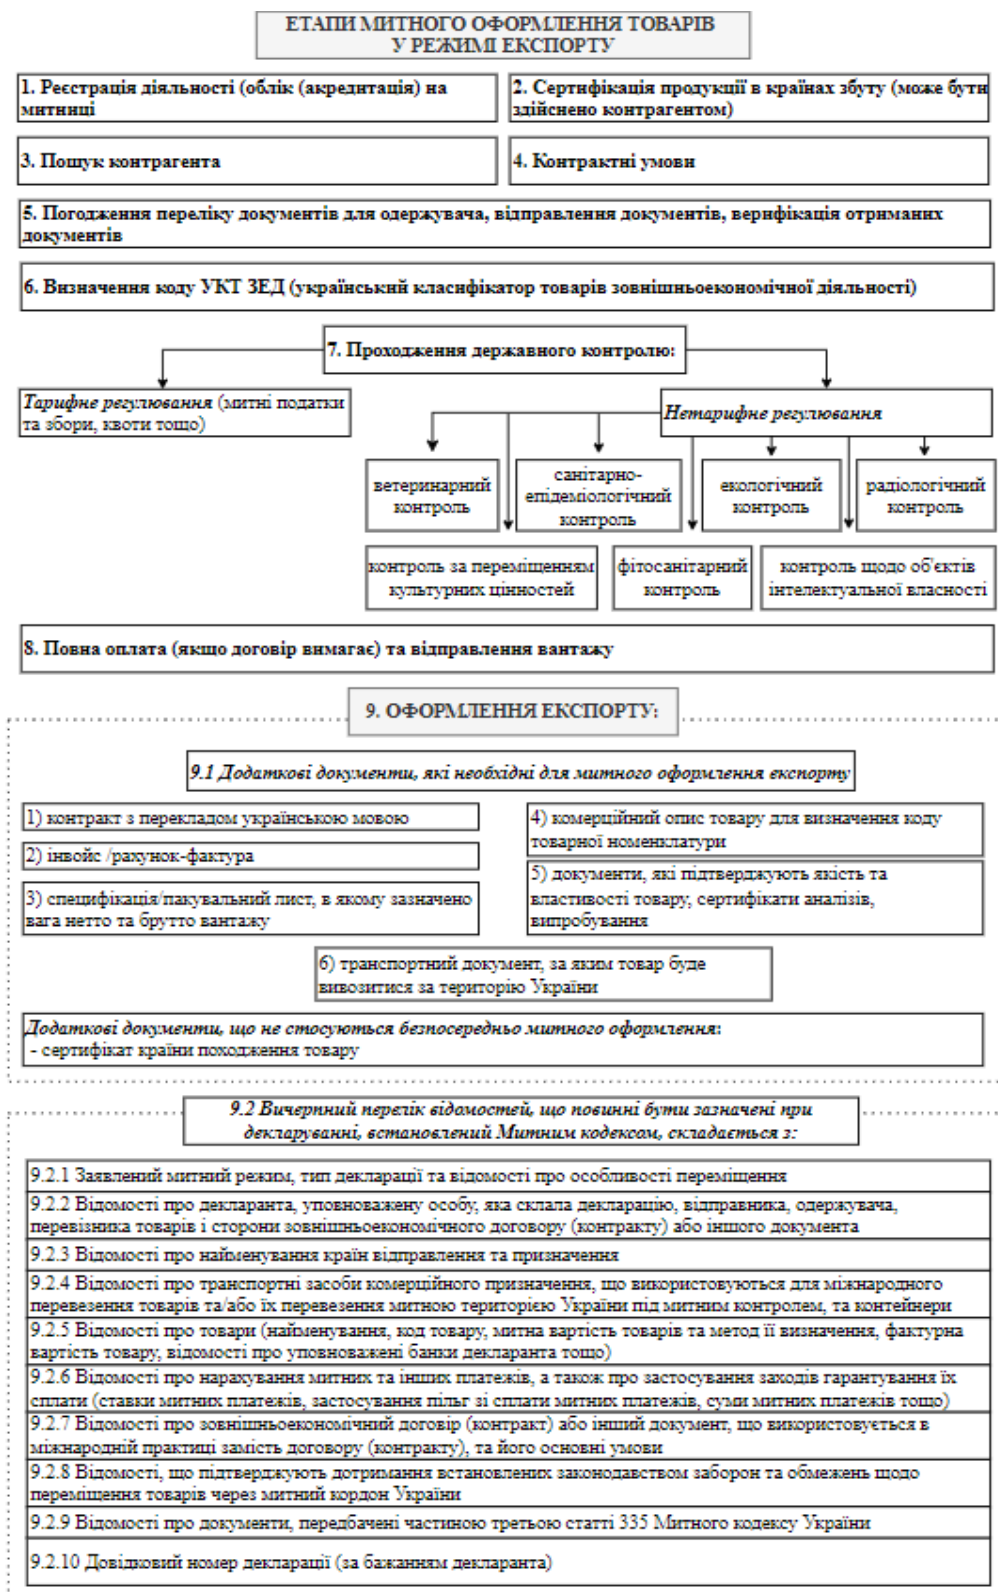 ЕТАПИ МИТНОГО ОФОРМЛЕННЯ ТОВАРІВ
У РЕЖИМІ ЕКСПОРТУ
1. Реєстрація діяльності (облік (акредитація) на
митниці
2. Сертифікація продукції в країнах збуту (може бути
здійснено контрагентом)
3. Пошук контрагента
4. Контрактні умови
5. Погодження переліку документів для одержувача, відправлення документів, верифікація отриманих
документів
6. Визначення коду УКТ ЗЕД (український класифікатор товарів зовнішньоекономічної діяльності)
7. Проходження державного контролю:
Тарифне регулювання (митні податки
та збори, квоти тощо)
Нетарифне регулювання
ветеринарний
контроль
санітарно-
епідеміологічний
контроль
екологічний
контроль
радіологічний
контроль
контроль за переміщенням
культурних цінностей
фітосанітарний
контроль
контроль щодо об'єктів
інтелектуальної власності
8. Повна оплата (якщо договір вимагає) та відправлення вантажу
9. ОФОРМЛЕННЯ ЕКСПОРТУ:
9.1 Додаткові документи, які необхідні для митного оформлення експорту
1) контракт з перекладом українською мовою
2) інвойс /рахунок-фактура
3) специфікація/пакувальний лист, в якому зазначено
вага нетто та брутто вантажу
4) комерційний опис товару для визначення коду
товарної номенклатури
5) документи, які підтверджують якість та
властивості товару, сертифікати аналізів,
випробування
6) транспортний документ, за яким товар буде
вивозитися за територію України
Додаткові документи, що не стосуються безпосередньо митного оформлення:
- сертифікат країни походження товару
9.2 Вичерпний перелік відомостей, що повинні бути зазначені при
декларуванні, встановлений Митним кодексом, складається з:
9.2.1 Заявлений митний режим, тип декларації та відомості про особливості переміщення
9.2.2 Відомості про декларанта, уповноважену особу, яка склала декларацію, відправника, одержувача,
перевізника товарів і сторони зовнішньоекономічного договору (контракту) або іншого документа
9.2.3 Відомості про найменування країн відправлення та призначення
9.2.4 Відомості про транспортні засоби комерційного призначення, що використовуються для міжнародного
перевезення товарів та/або їх перевезення митною територією України під митним контролем, та контейнери
9.2.5 Відомості про товари (найменування, код товару, митна вартість товарів та метод її визначення, фактурна
вартість товару, відомості про уповноважені банки декларанта тощо)
9.2.6 Відомості про нарахування митних та інших платежів, а також про застосування заходів гарантування їх
сплати (ставки митних платежів, застосування пільг зі сплати митних платежів, суми митних платежів тощо)
9.2.7 Відомості про зовнішньоекономічний договір (контракт) або інший документ, що використовується в
міжнародній практиці замість договору (контракту), та його основні умови
9.2.8 Відомості, що підтверджують дотримання встановлених законодавством заборон та обмежень щодо
переміщення товарів через митний кордон України
9.2.9 Відомості про документи, передбачені частиною третьою статті 335 Митного кодексу України
9.2.10 Довідковий номер декларації (за бажанням декларанта)